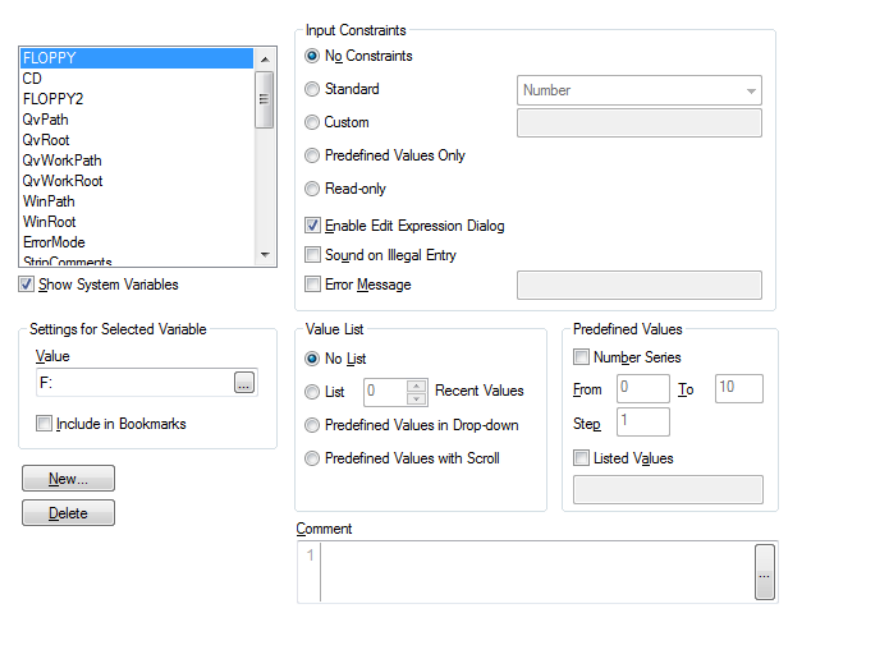 FLOPPY
CD
FLOPPY2
QvPath
QvRoot
QvWorkPath
QvWorkRoot
WinPath
WinRoot
ErrorMode
StripComments
Show System Variables
Settings for Selected Variable
Value
F:
...
Include in Bookmarks
New...
Delete
Input Constraints
No Constraints
Standard
Number
Custom
Predefined Values Only
Read-only
Enable Edit Expression Dialog
Sound on Illegal Entry
Error Message
Value List
No List
List 0 Recent Values
Predefined Values in Drop-down
Predefined Values with Scroll
Predefined Values
Number Series
From 0 To 10
Step 1
Listed Values
Comment
1
...